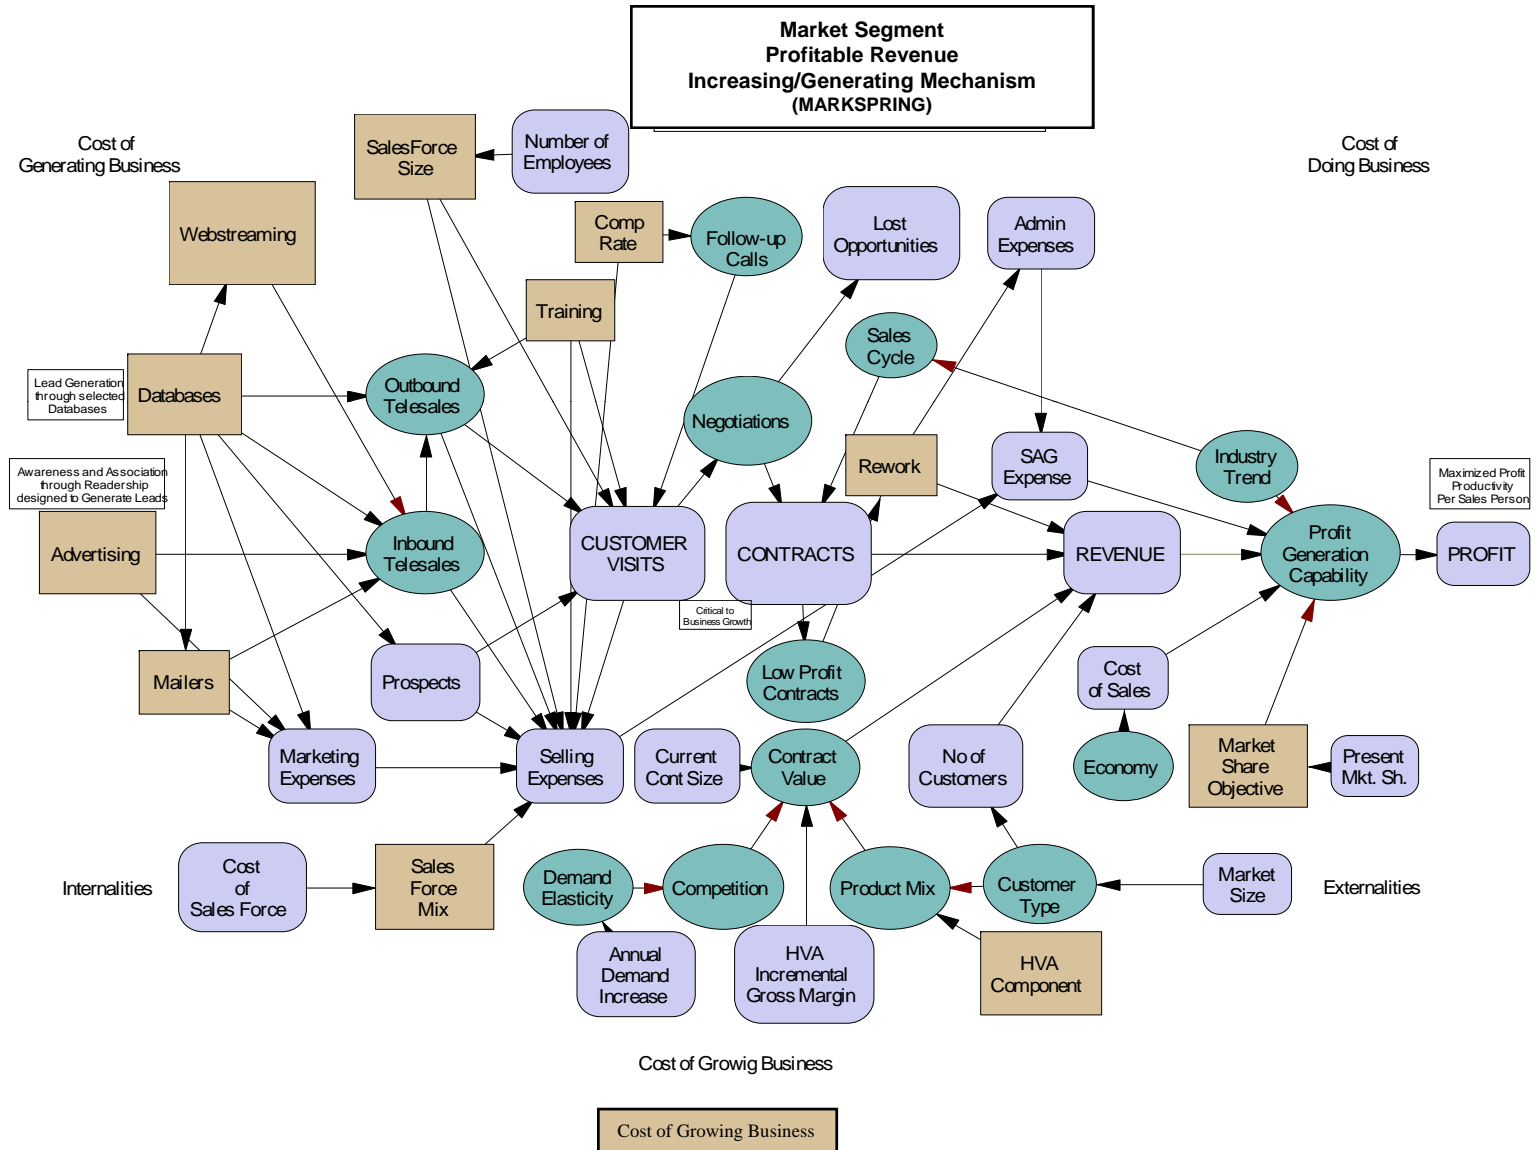 Market Segment
Profitable Revenue
Increasing/Generating Mechanism
(MARKSPRING)
Cost of
Generating Business
SalesForce
Size
Number of
Employees
Cost of
Doing Business
Webstreaming
Comp
Rate
Follow-up
Calls
Lost
Opportunities
Admin
Expenses
Training
Sales
Cycle
Lead Generation
through selected
Databases
Databases
Outbound
Telesales
Negotiations
Rework
SAG
Expense
Industry
Trend
Awareness and Association
through Readership
designed to Generate Leads
Maximized Profit
Productivity
Per Sales Person
Advertising
Inbound
Telesales
CUSTOMER
VISITS
CONTRACTS
REVENUE
Profit
Generation
Capability
PROFIT
Critical to
Business Growth
Mailers
Prospects
Low Profit
Contracts
Cost
of Sales
Marketing
Expenses
Selling
Expenses
Current
Cont Size
Contract
Value
No of
Customers
Economy
Market
Share
Objective
Present
Mkt. Sh.
Internalities
Cost
of
Sales Force
Sales
Force
Mix
Demand
Elasticity
Competition
Product Mix
Customer
Type
Market
Size
Externalities
Annual
Demand
Increase
HVA
Incremental
Gross Margin
HVA
Component
Cost of Growig Business
Cost of Growing Business